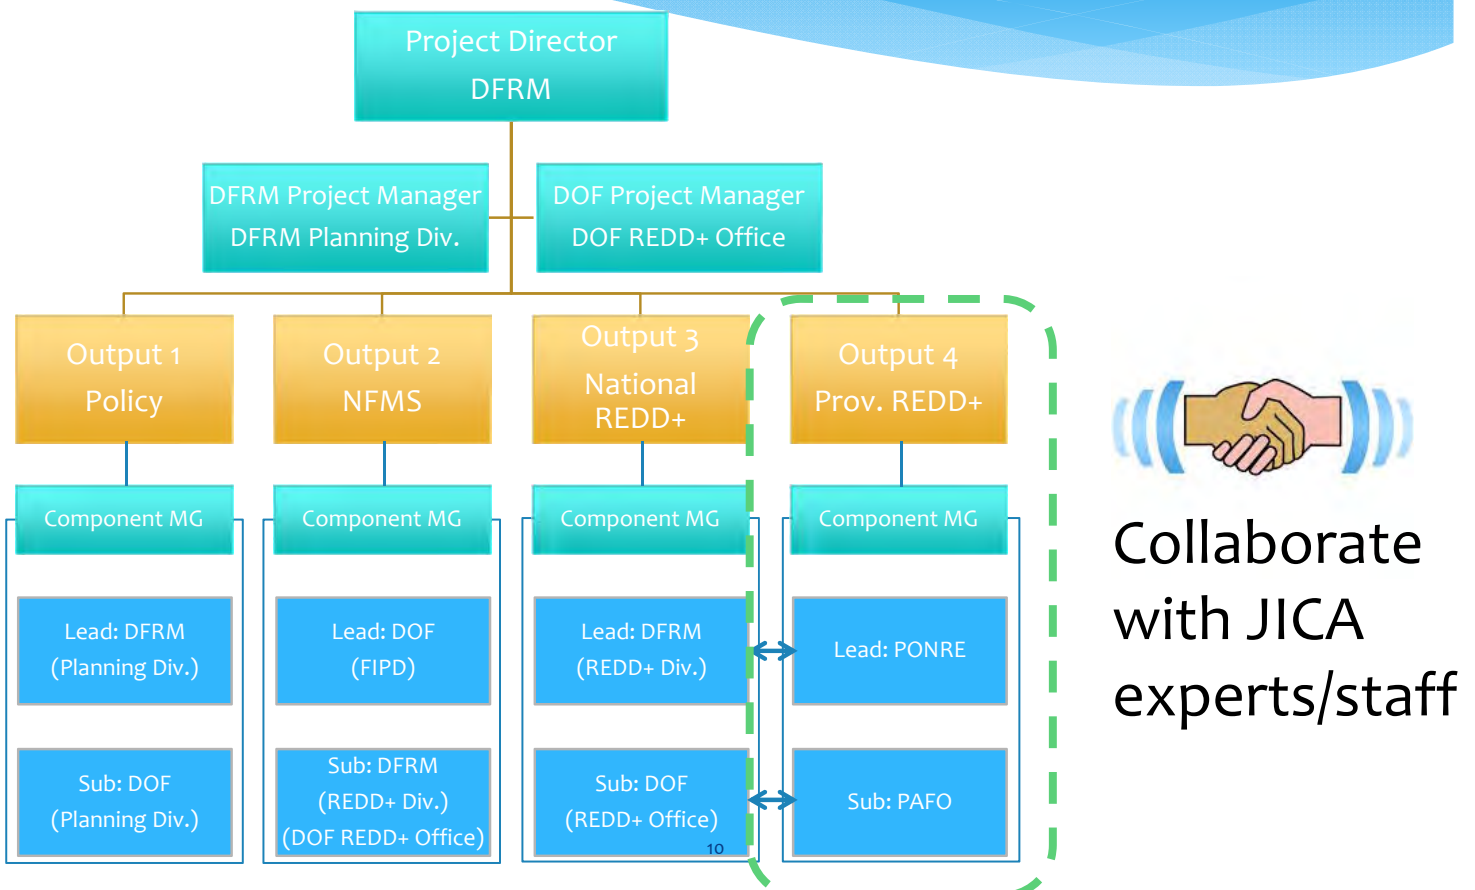 Project Director
DFRM
DFRM Project Manager
DFRM Planning Div.
DOF Project Manager
DOF REDD+ Office
Output 1
Policy
Output 2
NFMS
Output 3
National
REDD+
Output 4
Prov. REDD+
Component MG
Component MG
Component MG
Component MG
Lead: DFRM
(Planning Div.)
Lead: DOF
(FIPD)
Lead: DFRM
(REDD+ Div.)
Lead: PONRE
Sub: DOF
(Planning Div.)
Sub: DFRM
(REDD+ Div.)
(DOF REDD+ Office)
Sub: DOF
(REDD+ Office)
Sub: PAFO
10
Collaborate
with JICA
experts/staff